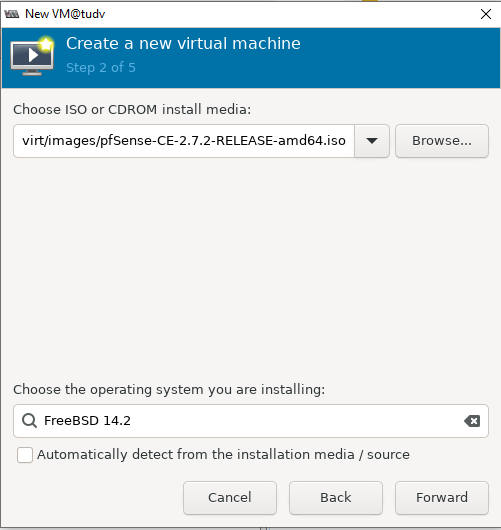 New VM@tudv
Create a new virtual machine
Step 2 of 5
Choose ISO or CDROM install media:
virt/images/pfSense-CE-2.7.2-RELEASE-amd64.iso
Browse...
Choose the operating system you are installing:
FreeBSD 14.2
Automatically detect from the installation media / source
Cancel
Back
Forward